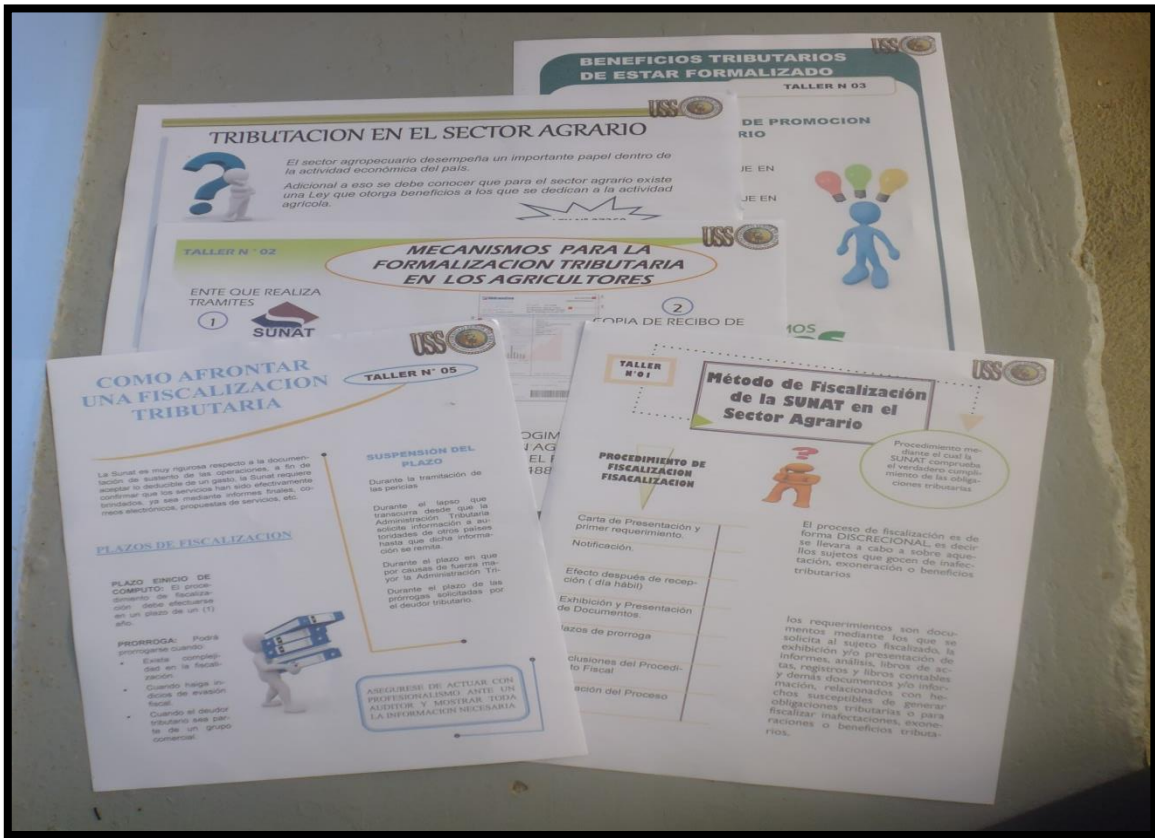 USS
BENEFICIOS TRIBUTARIOS
DE ESTAR FORMALIZADO
TALLER N 03
DE PROMOCION
RIO
UE EN
UE EN
USS
TRIBUTACION EN EL SECTOR AGRARIO
El sector agropecuario desempeña un importante papel dentro de
la actividad económica del país.
Adicional a eso se debe conocer que para el sector agrario existe
una Ley que otorga beneficios a los que se dedican a la actividad
agrícola.
USS
TALLER N° 02
MECANISMOS PARA LA
FORMALIZACION TRIBUTARIA
EN LOS AGRICULTORES
ENTE QUE REALIZA
TRAMITES
1
SUNAT
2
COPIA DE RECIBO DE
USS
COMO AFRONTAR
UNA FISCALIZACION
TRIBUTARIA
TALLER N° 05
La Sunat es muy rigurosa respecto a la documen-
tación de sustento de las operaciones, a fin de
aceptar lo deducible de un gasto, la Sunat requiere
confirmar que los servicios han sido efectivamente
brindados, ya sea mediante informes finales, co-
rreos electrónicos, propuestas de servicios, etc.
PLAZOS DE FISCALIZACION
PLAZO EINICIO DE
COMPUTO: El proce-
dimiento de fiscaliza-
ción debe efectuarse
en un plazo de un (1)
año.
PRORROGA: Podrá
prorrogarse cuando:
• Existe compleji-
dad en la fiscali-
zación.
• Cuando haiga in-
dicios de evasión
fiscal.
• Cuando el deudor
tributario sea par-
te de un grupo
comercial.
SUSPENSIÓN DEL
PLAZO
Durante la tramitación de
las pericias
Durante el lapso que
transcurra desde que la
Administración Tributaria
solicite información a au-
toridades de otros países
hasta que dicha informa-
ción se remita.
Durante el plazo en que
por causas de fuerza ma-
yor la Administración Tri-
Durante el plazo de las
prórrogas solicitadas por
el deudor tributario.
ASEGURESE DE ACTUAR CON
PROFESIONALISMO ANTE UN
AUDITOR Y MOSTRAR TODA
LA INFORMACION NECESARIA
USS
TALLER
N°01
Método de Fiscalización
de la SUNAT en el
Sector Agrario
Procedimiento me-
diante el cual la
SUNAT comprueba
el verdadero cumpli-
miento de las obliga-
ciones tributarias
PROCEDIMIENTO DE
FISCALIZACION
FISACALIZACION
Carta de Presentación y
primer requerimiento.
Notificación.
Efecto después de recep-
ción ( día hábil)
Exhibición y Presentación
de Documentos.
lazos de prorroga
clusiones del Procedi-
to Fiscal
ación del Proceso
El proceso de fiscalización es de
forma DISCRECIONAL, es decir
se llevara a cabo a sobre aque-
llos sujetos que gocen de inafec-
tación, exoneración o beneficios
tributarios
los requerimientos son docu-
mentos mediante los que se
solicita al sujeto fiscalizado, la
exhibición y/o presentación de
informes, análisis, libros de ac-
tas, registros y libros contables
y demás documentos y/o infor-
mación, relacionados con he-
chos susceptibles de generar
obligaciones tributarias o para
fiscalizar inafectaciones, exone-
raciones o beneficios tributa-
rios.